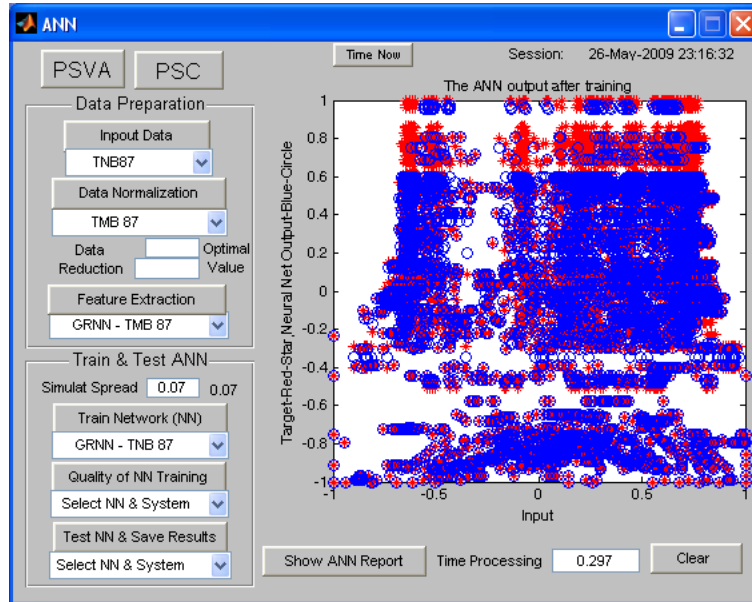 ANN
PSVA PSC
Data Preparation
Inpout Data
TNB87
Data Normalization
TMB 87
Data Reduction
Optimal Value
Feature Extraction
GRNN - TMB 87
Train & Test ANN
Simulat Spread 0.07 0.07
Train Network (NN)
GRNN - TNB 87
Quality of NN Training
Select NN & System
Test NN & Save Results
Select NN & System
Time Now Session: 26-May-2009 23:16:32
The ANN output after training
Target-Red-Star,Neural Net Output-Blue-Circle
1
0.8
0.6
0.4
0.2
0
-0.2
-0.4
-0.6
-0.8
-1
-1 -0.5 0 0.5 1
Input
Show ANN Report Time Processing 0.297 Clear